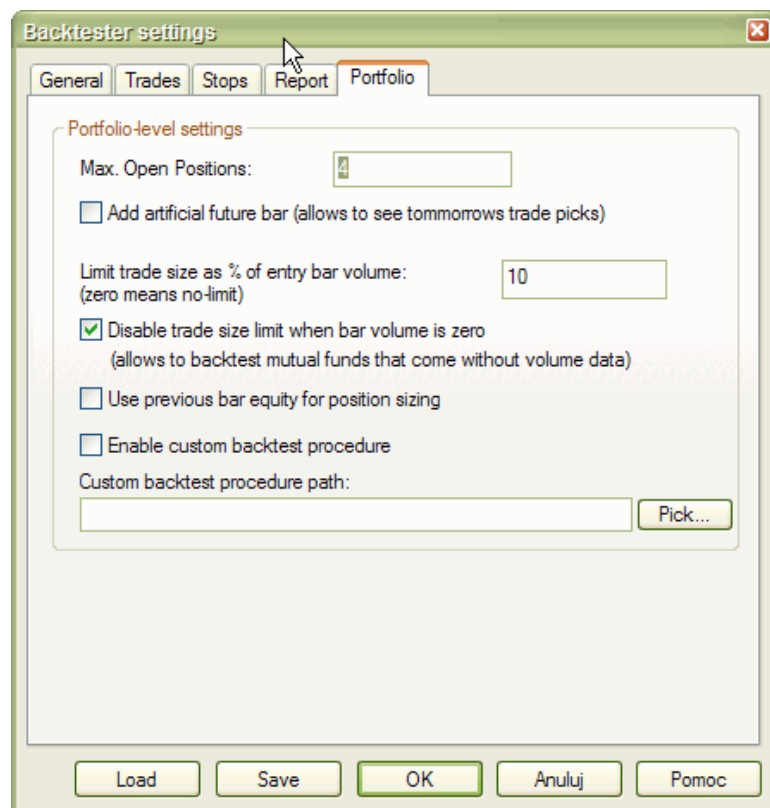 Backtester settings
General Trades Stops Report Portfolio
Portfolio-level settings
Max. Open Positions: 4
Add artificial future bar (allows to see tommorrows trade picks)
Limit trade size as % of entry bar volume: 10
(zero means no-limit)
Disable trade size limit when bar volume is zero
(allows to backtest mutual funds that come without volume data)
Use previous bar equity for position sizing
Enable custom backtest procedure
Custom backtest procedure path:
Pick...
Load Save OK Anuluj Pomoc